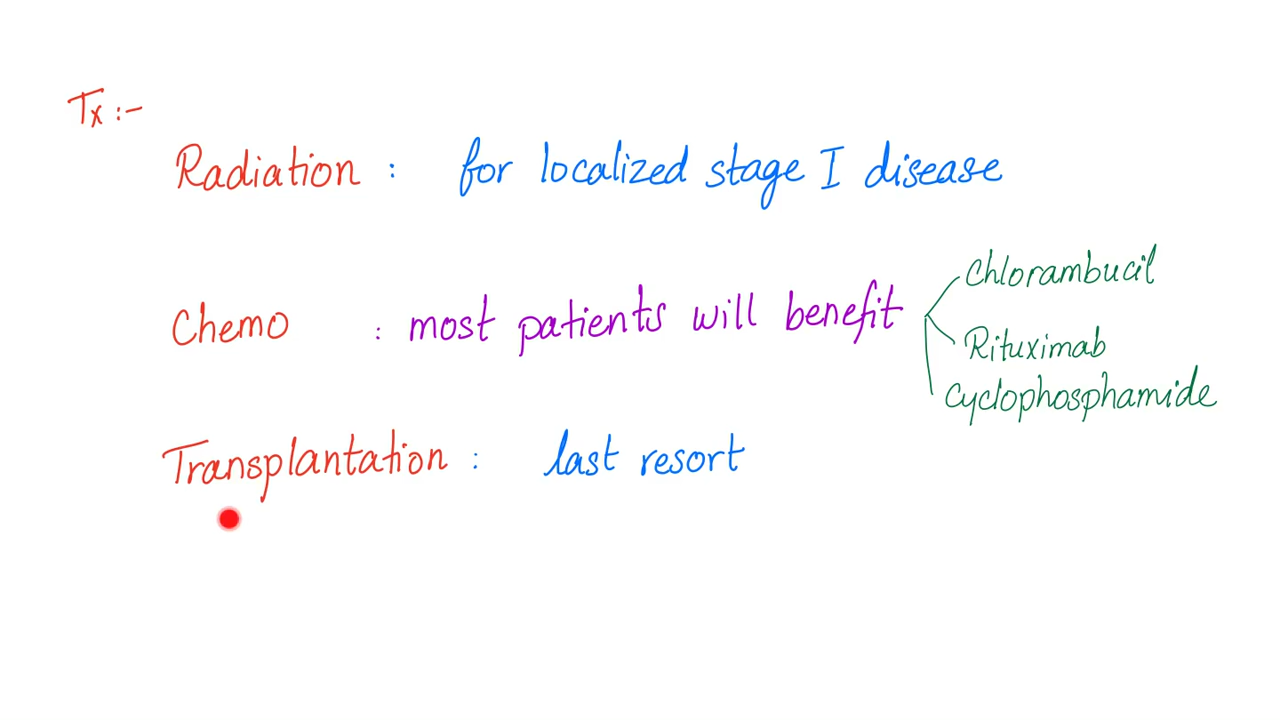 Tx :-
Radiation : for localized stage I disease
Chemo : most patients will benefit
Chlorambucil
Rituximab
Cyclophosphamide
Transplantation : last resort